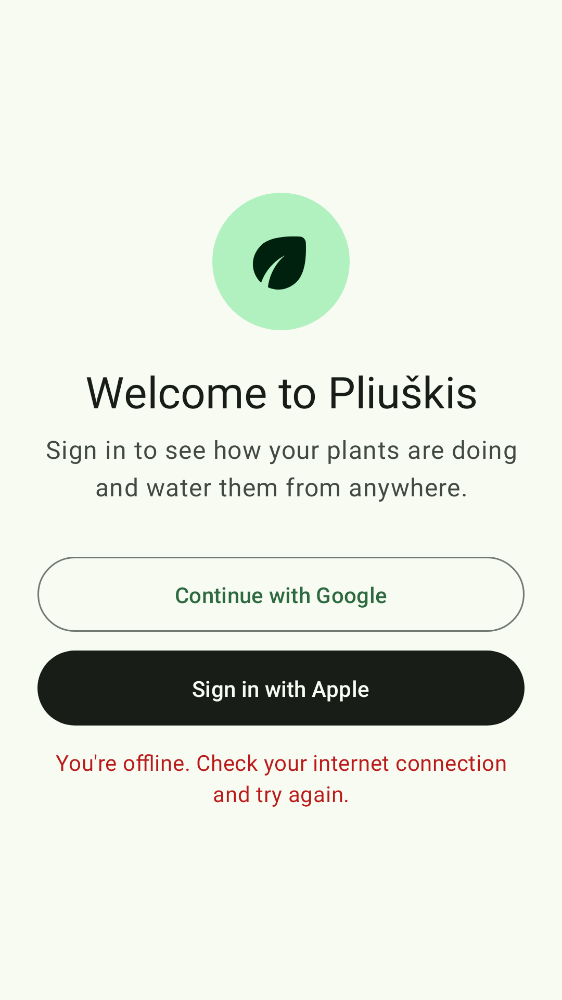 Welcome to Pliuškis
Sign in to see how your plants are doing
and water them from anywhere.
Continue with Google
Sign in with Apple
You're offline. Check your internet connection
and try again.